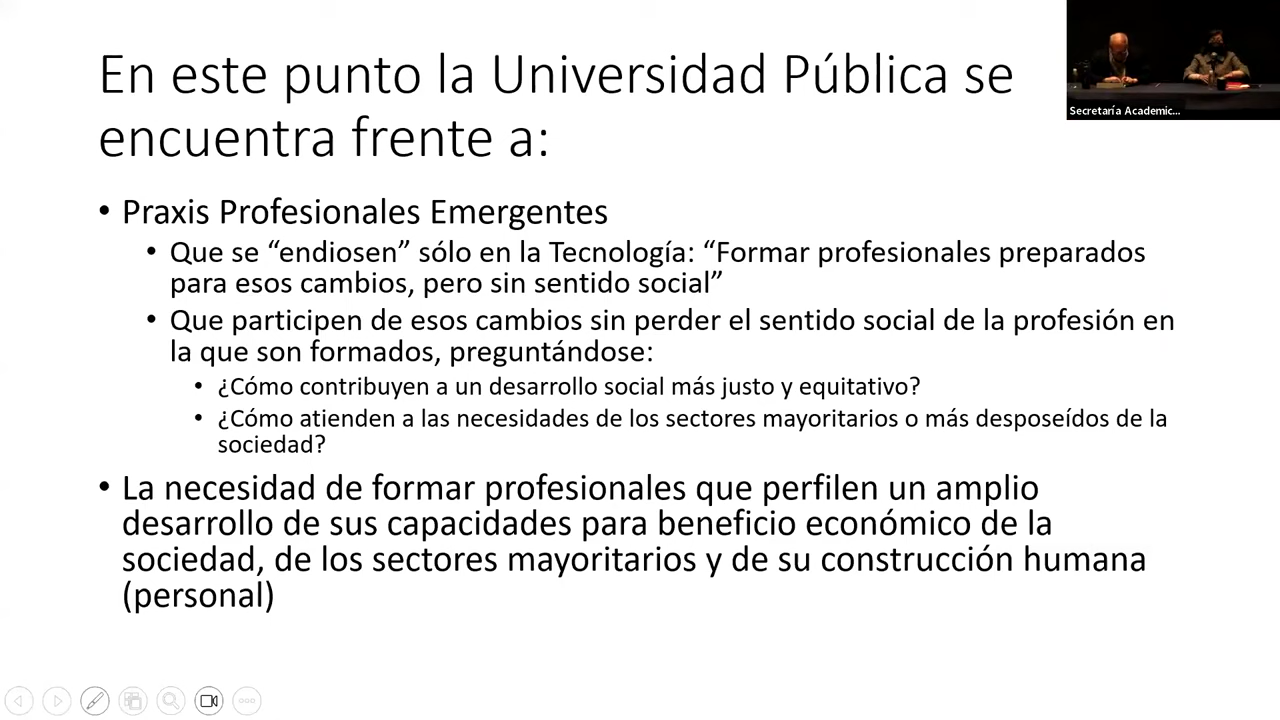 En este punto la Universidad Pública se
encuentra frente a:
Secretaría Academic...
• Praxis Profesionales Emergentes
• Que se “endiosen” sólo en la Tecnología: “Formar profesionales preparados
para esos cambios, pero sin sentido social”
• Que participen de esos cambios sin perder el sentido social de la profesión en
la que son formados, preguntándose:
• ¿Cómo contribuyen a un desarrollo social más justo y equitativo?
• ¿Cómo atienden a las necesidades de los sectores mayoritarios o más desposeídos de la
sociedad?
• La necesidad de formar profesionales que perfilen un amplio
desarrollo de sus capacidades para beneficio económico de la
sociedad, de los sectores mayoritarios y de su construcción humana
(personal)